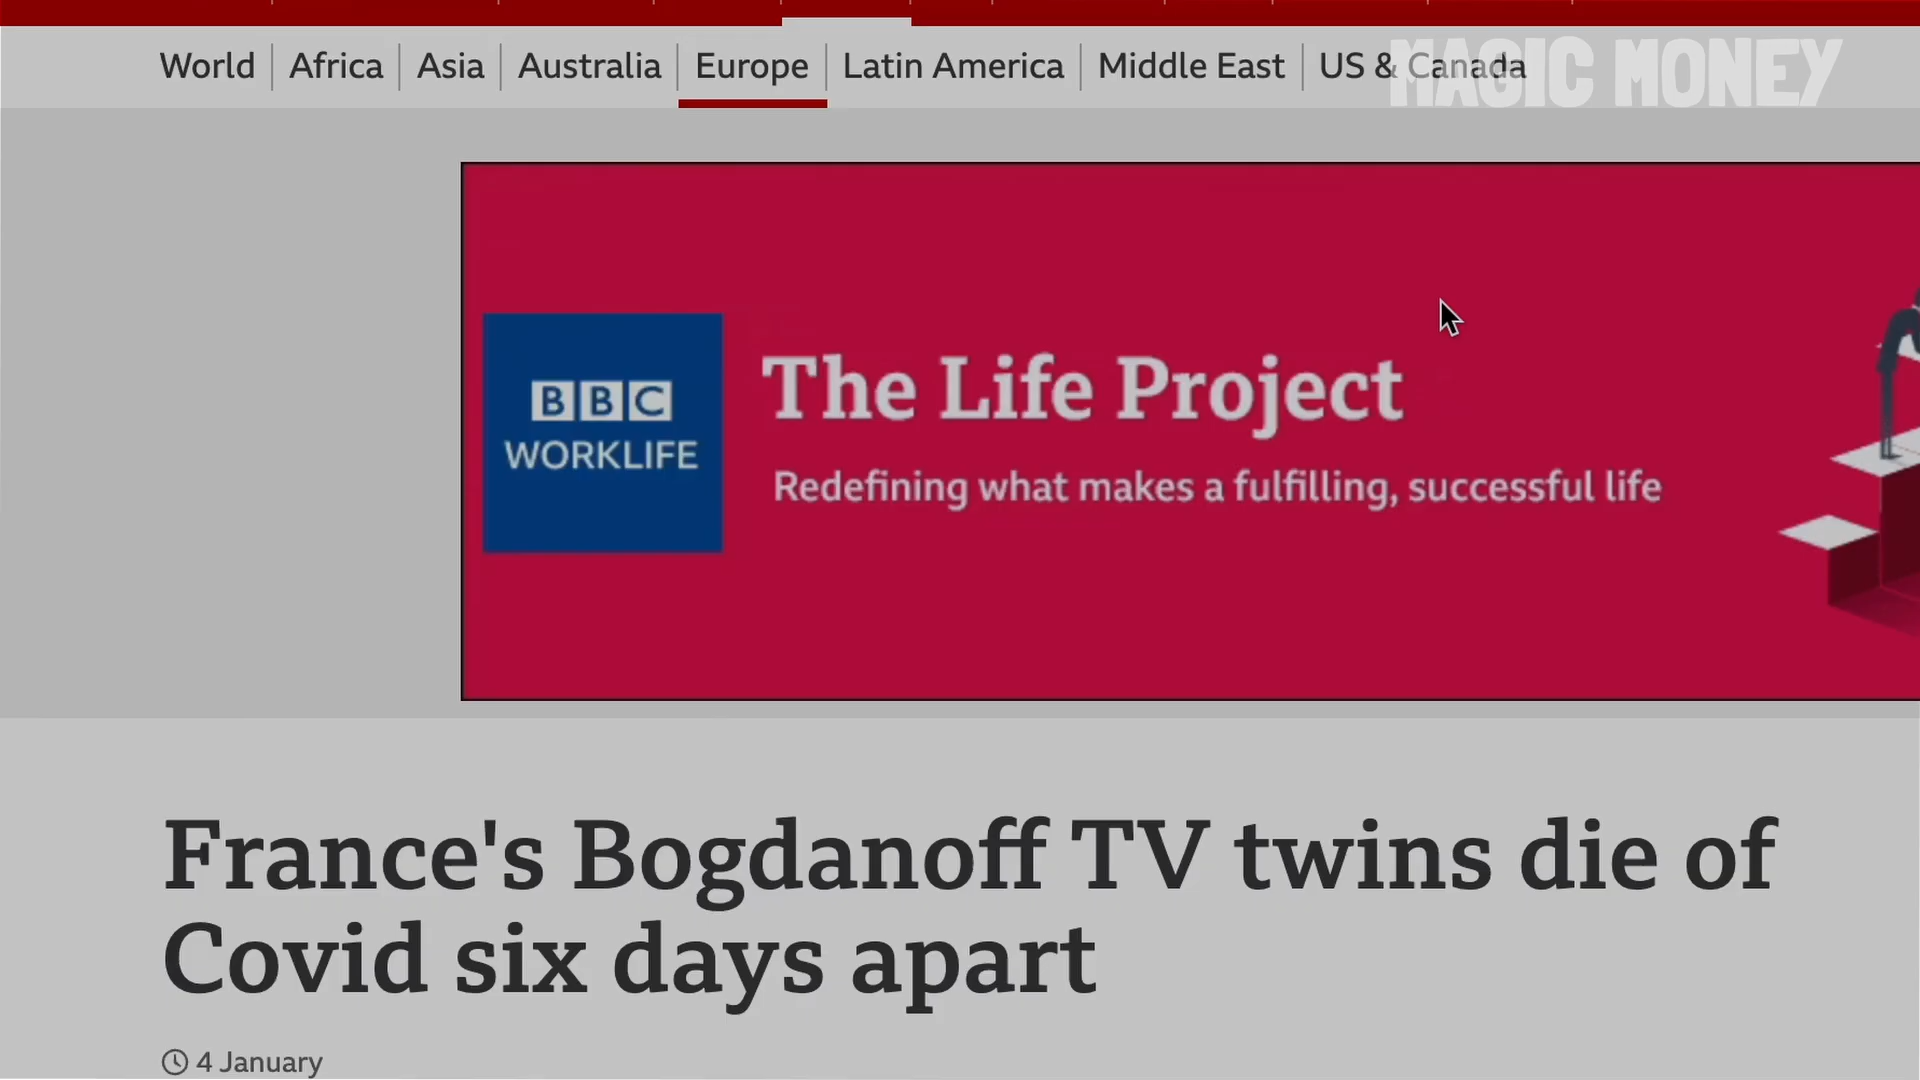 World Africa Asia Australia Europe Latin America Middle East US & Canada
MAGIC MONEY
BBC
WORKLIFE
The Life Project
Redefining what makes a fulfilling, successful life
France's Bogdanoff TV twins die of
Covid six days apart
4 January